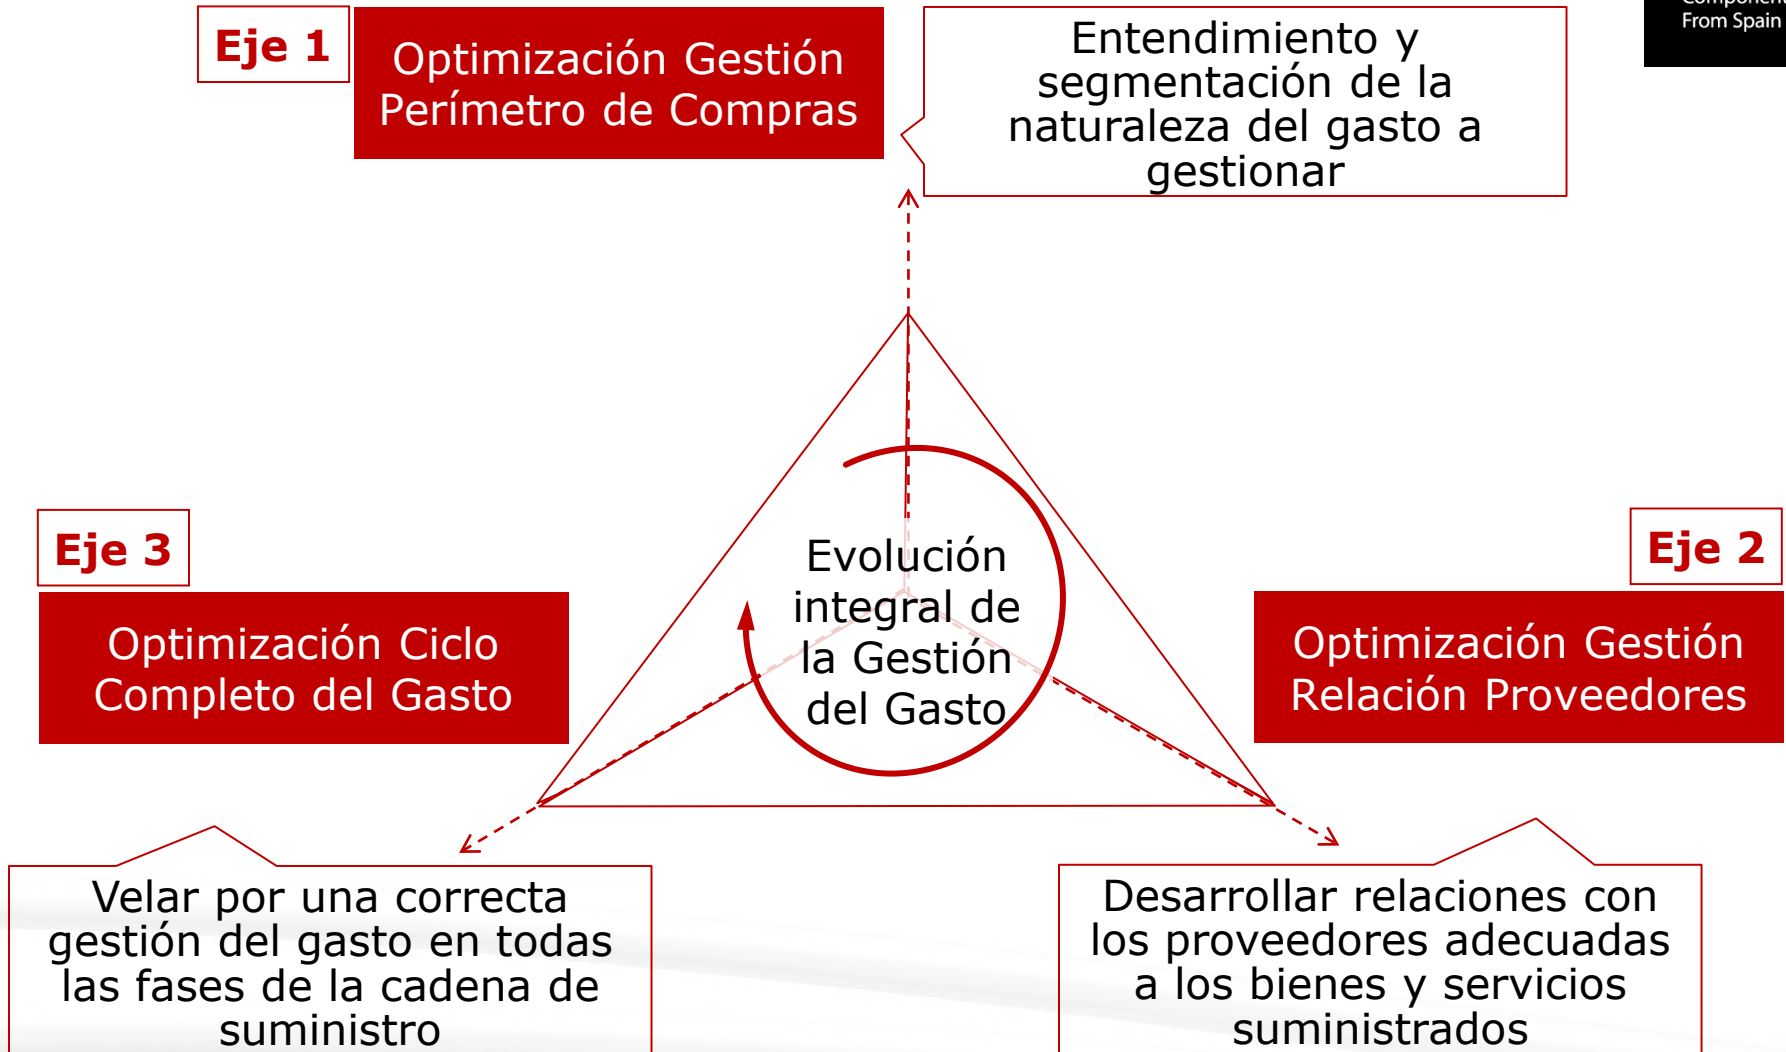 From Spain
Eje 1
Optimización Gestión
Perímetro de Compras
Entendimiento y
segmentación de la
naturaleza del gasto a
gestionar
Evolución
integral de
la Gestión
del Gasto
Eje 3
Optimización Ciclo
Completo del Gasto
Eje 2
Optimización Gestión
Relación Proveedores
Velar por una correcta
gestión del gasto en todas
las fases de la cadena de
suministro
Desarrollar relaciones con
los proveedores adecuadas
a los bienes y servicios
suministrados